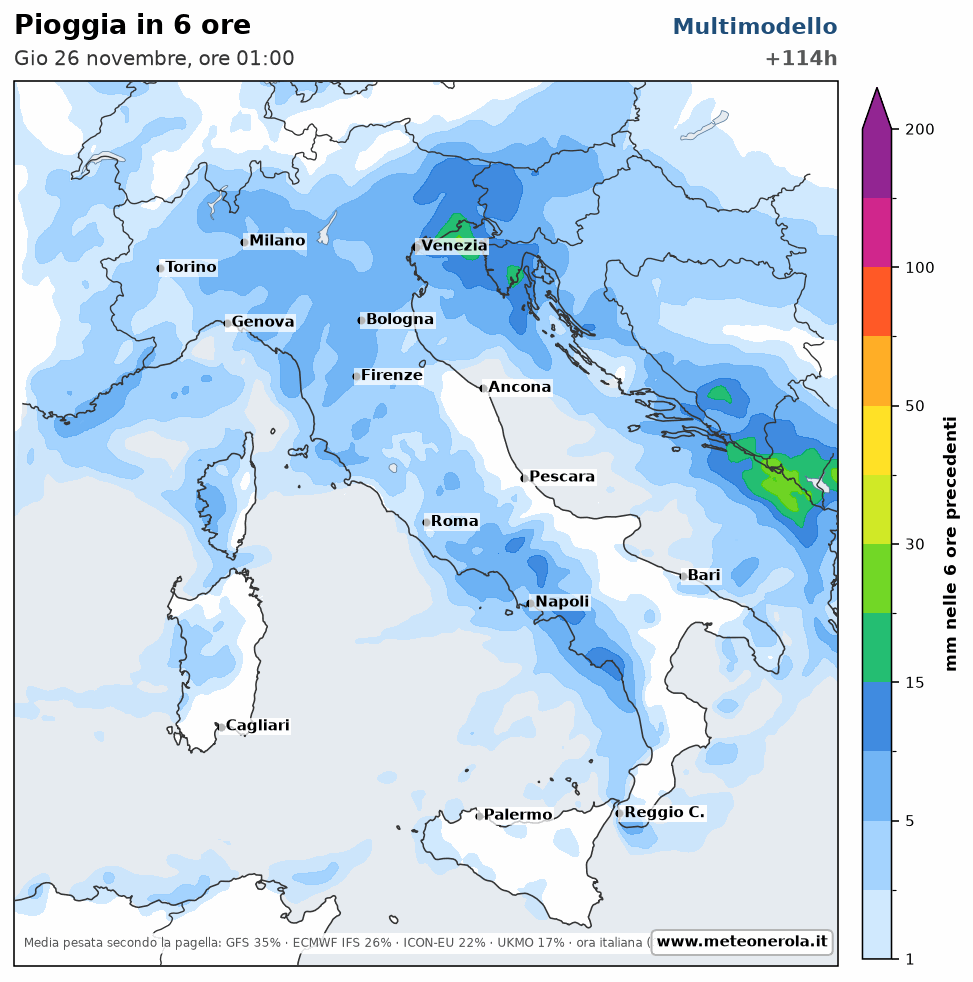 Pioggia in 6 ore
Multimodello
Gio 26 novembre, ore 01:00
+114h
200
100
50
30
15
5
1
mm nelle 6 ore precedenti
Milano
Venezia
Torino
Genova
Bologna
Firenze
Ancona
Pescara
Roma
Bari
Napoli
Cagliari
Palermo
Reggio C.
Media pesata secondo la pagella: GFS 35% · ECMWF IFS 26% · ICON-EU 22% · UKMO 17% · ora italiana (
www.meteonerola.it